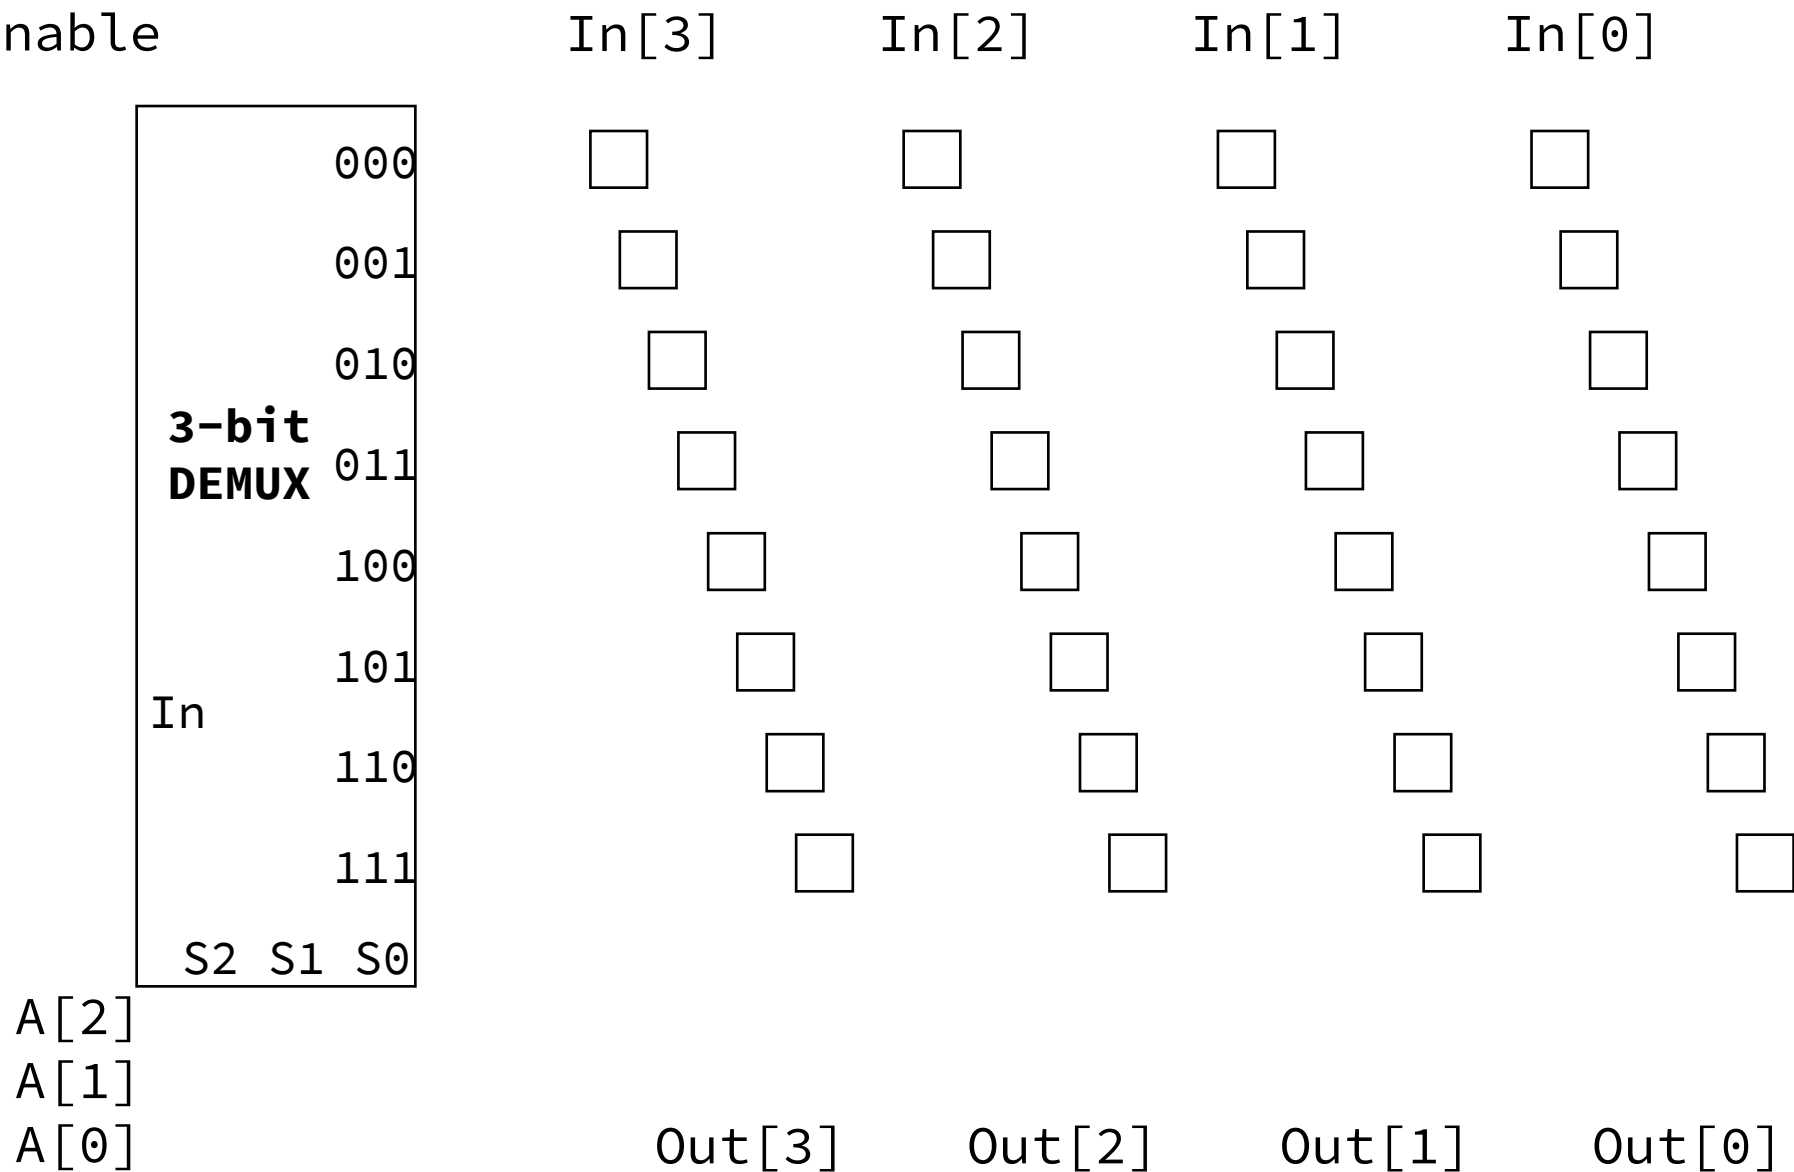 nable In[3] In[2] In[1] In[0]
000
001
010
3-bit
DEMUX
011
100
101
In
110
111
S2 S1 S0
A[2]
A[1]
A[0] Out[3] Out[2] Out[1] Out[0]